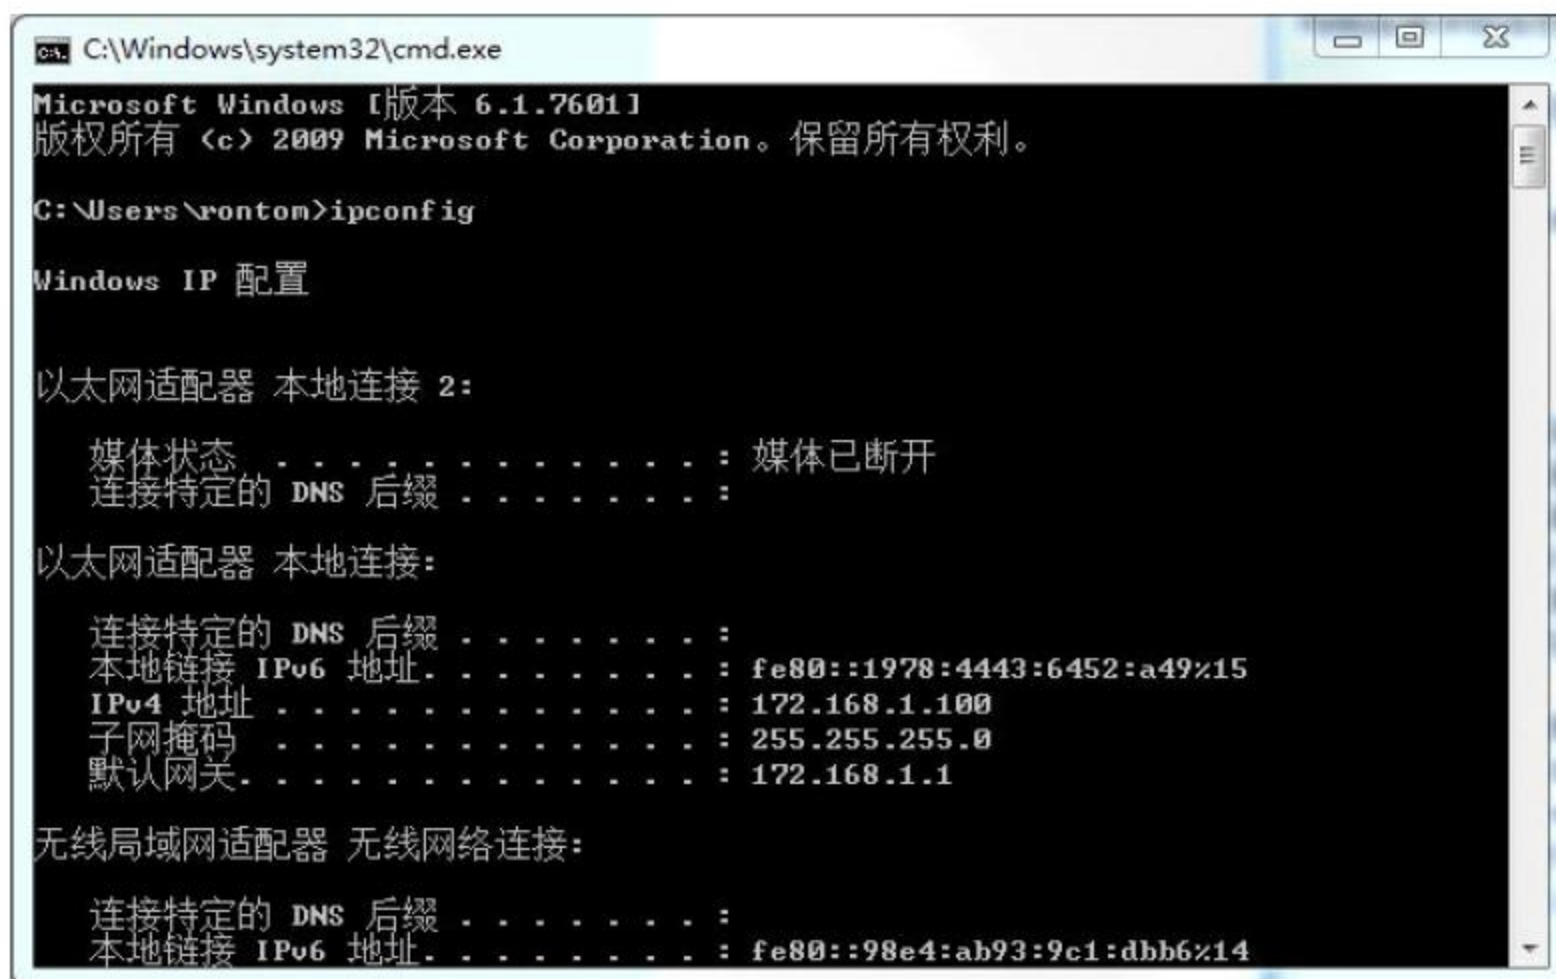 C:\Windows\system32\cmd.exe
Microsoft Windows [版本 6.1.7601]
版权所有 (c) 2009 Microsoft Corporation。保留所有权利。
C:\Users\rontom>ipconfig
Windows IP 配置
以太网适配器 本地连接 2:
媒体状态 . . . . . . . . . . . . : 媒体已断开
连接特定的 DNS 后缀 . . . . . . . :
以太网适配器 本地连接:
连接特定的 DNS 后缀 . . . . . . . :
本地链接 IPv6 地址. . . . . . . . : fe80::1978:4443:6452:a49%15
IPv4 地址 . . . . . . . . . . . . : 172.168.1.100
子网掩码 . . . . . . . . . . . . : 255.255.255.0
默认网关. . . . . . . . . . . . . : 172.168.1.1
无线局域网适配器 无线网络连接:
连接特定的 DNS 后缀 . . . . . . . :
本地链接 IPv6 地址. . . . . . . . : fe80::98e4:ab93:9c1:dbb6%14